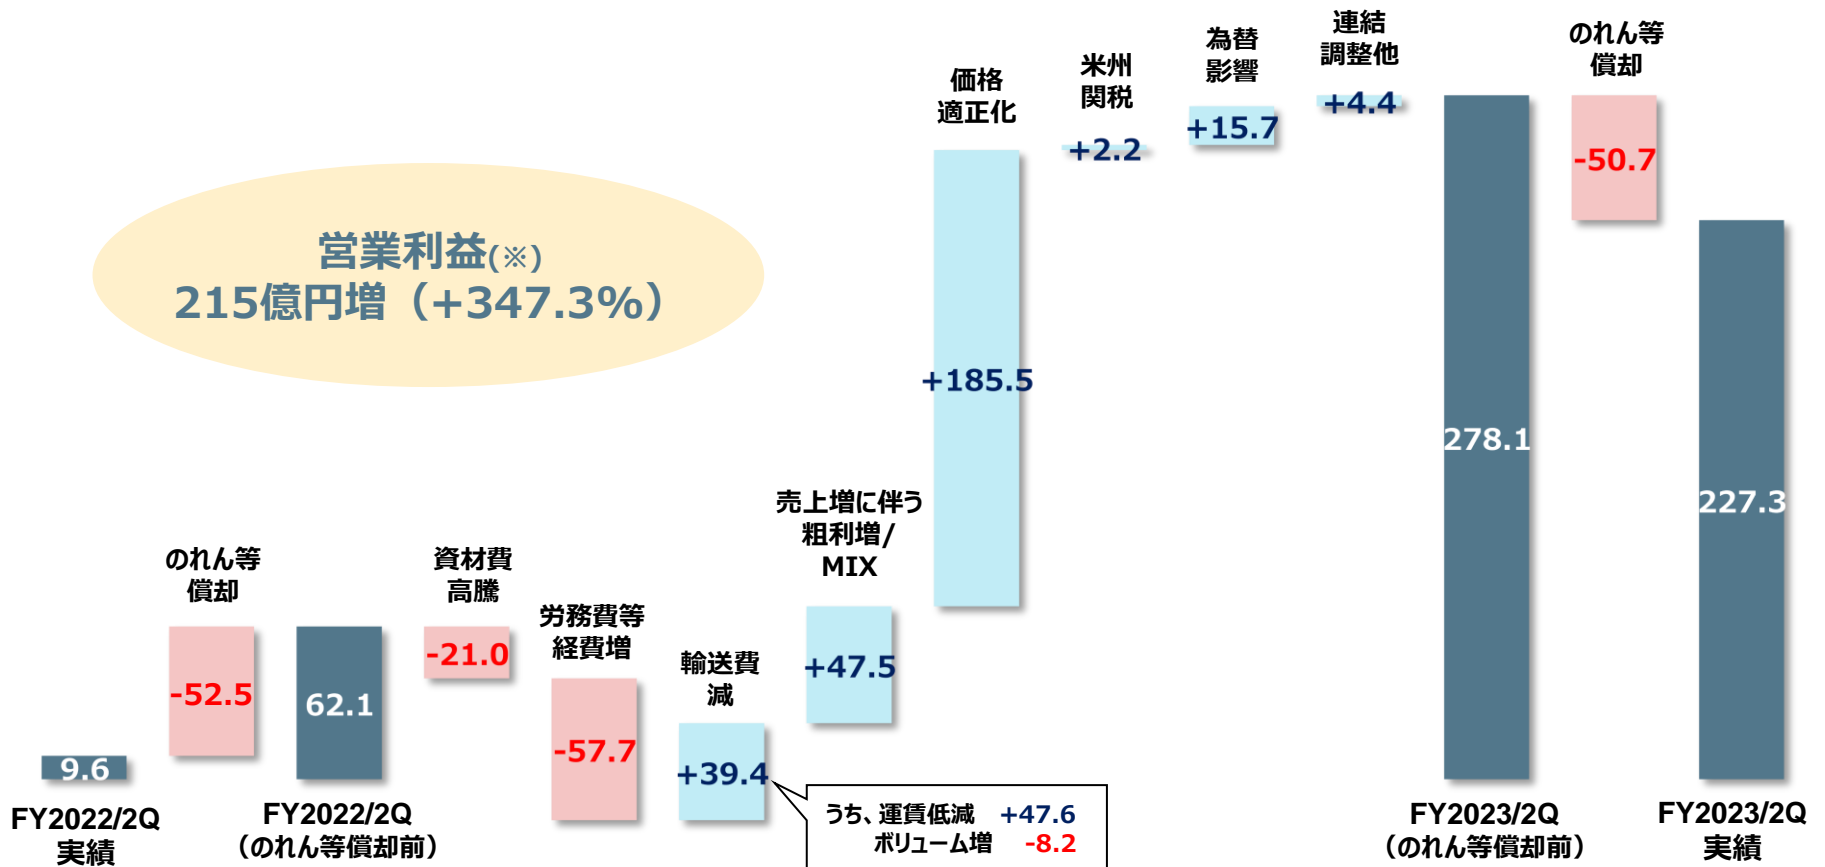 営業利益(※)
215億円増（+347.3%）
9.6
FY2022/2Q
実績
のれん等
償却
-52.5
62.1
FY2022/2Q
（のれん等償却前）
資材費
高騰
-21.0
労務費等
経費増
-57.7
輸送費
減
+39.4
うち、運賃低減 +47.6
ボリューム増 -8.2
売上増に伴う
粗利増/
MIX
+47.5
価格
適正化
+185.5
米州
関税
+2.2
為替
影響
+15.7
連結
調整他
+4.4
278.1
FY2023/2Q
（のれん等償却前）
のれん等
償却
-50.7
227.3
FY2023/2Q
実績